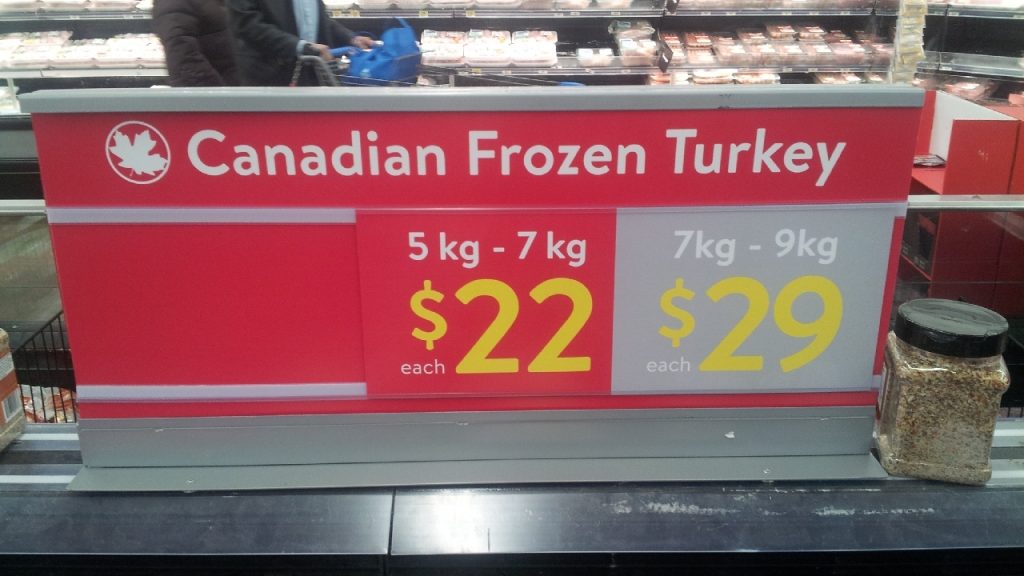 Canadian Frozen Turkey
5 kg - 7 kg
each $22
7kg - 9kg
each $29